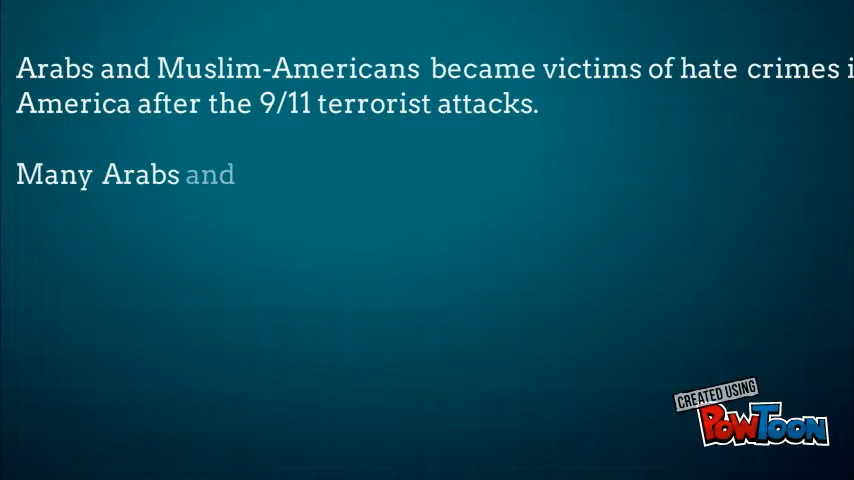 Arabs and Muslim-Americans became victims of hate crimes i
America after the 9/11 terrorist attacks.
Many Arabs and
CREATED USING
POWTOON